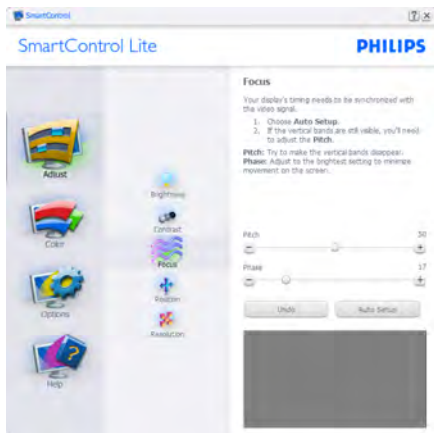 SmartControl
SmartControl Lite
PHILIPS
Adjust
Color
Options
Help
Brightness
Contrast
Focus
Position
Resolution
Focus
Your display's timing needs to be synchronized with
the video signal.
1. Choose Auto Setup.
2. If the vertical bands are still visible, you'll need
to adjust the Pitch.
Pitch: Try to make the vertical bands disappear.
Phase: Adjust to the brightest setting to minimize
movement on the screen.
Pitch 50
Phase 17
Undo Auto Setup